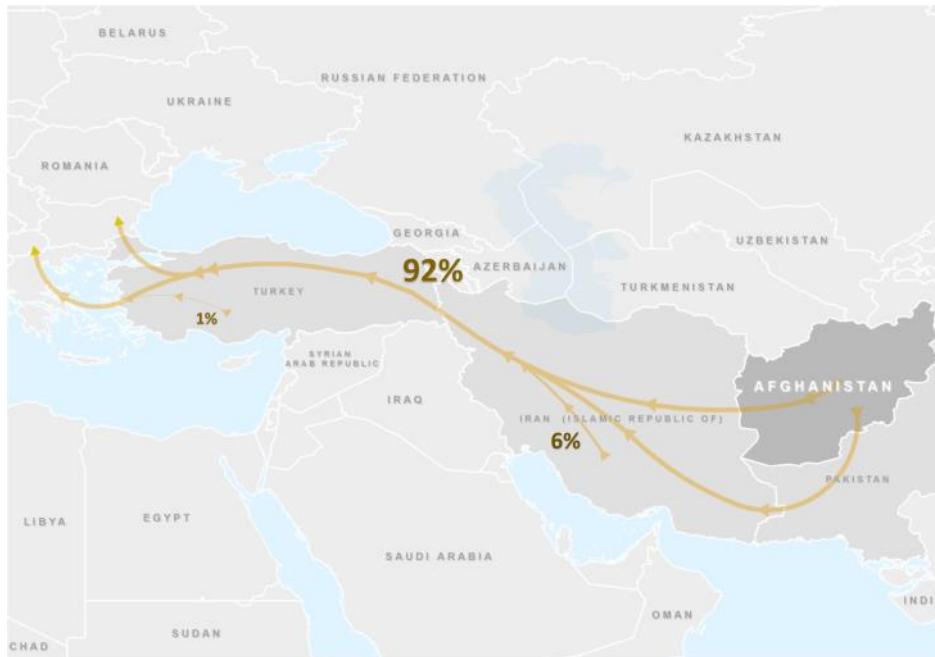 BELARUS
RUSSIAN FEDERATION
UKRAINE
KAZAKHSTAN
ROMANIA
GEORGIA
UZBEKISTAN
92%
AZERBAIJAN
TURKMENISTAN
TURKEY
1%
SYRIAN
ARAB REPUBLIC
AFGHANISTAN
IRAQ
IRAN (ISLAMIC REPUBLIC OF)
6%
PAKISTAN
LIBYA
EGYPT
SAUDI ARABIA
INDI
OMAN
SUDAN
CHAD